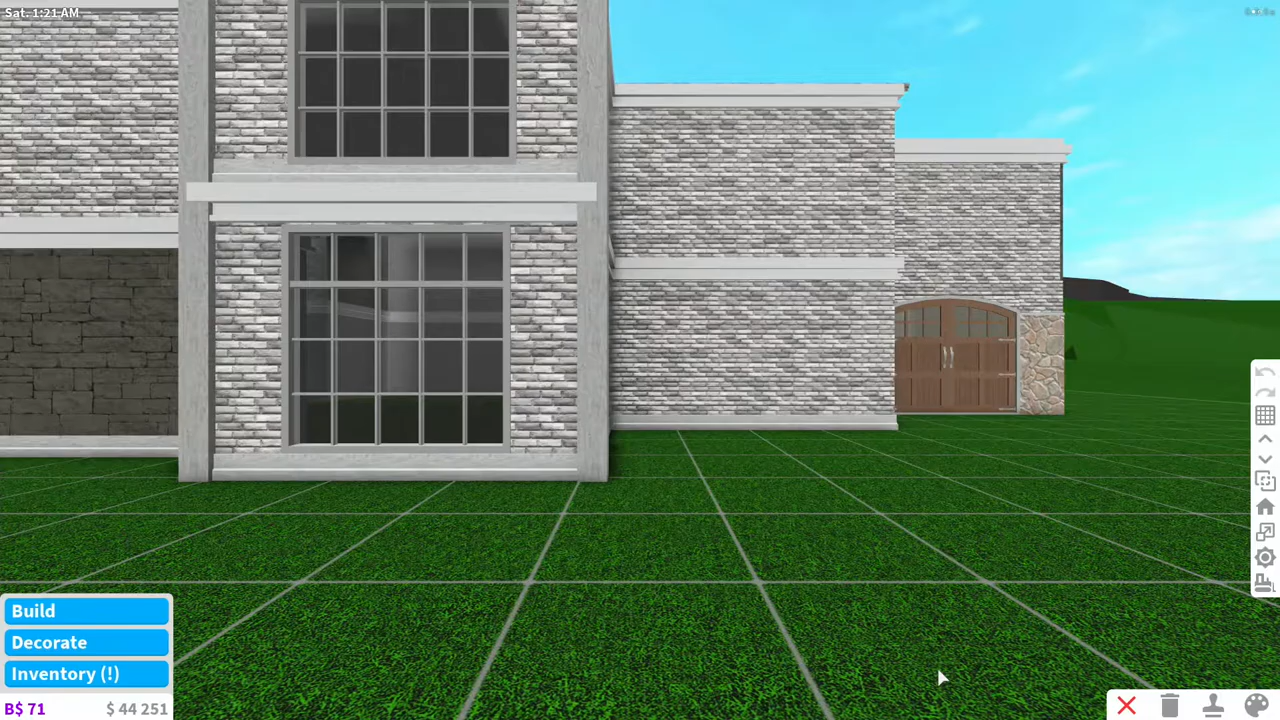 Sat. 1:21 AM
Build
Decorate
Inventory (!)
B$ 71
$ 44 251